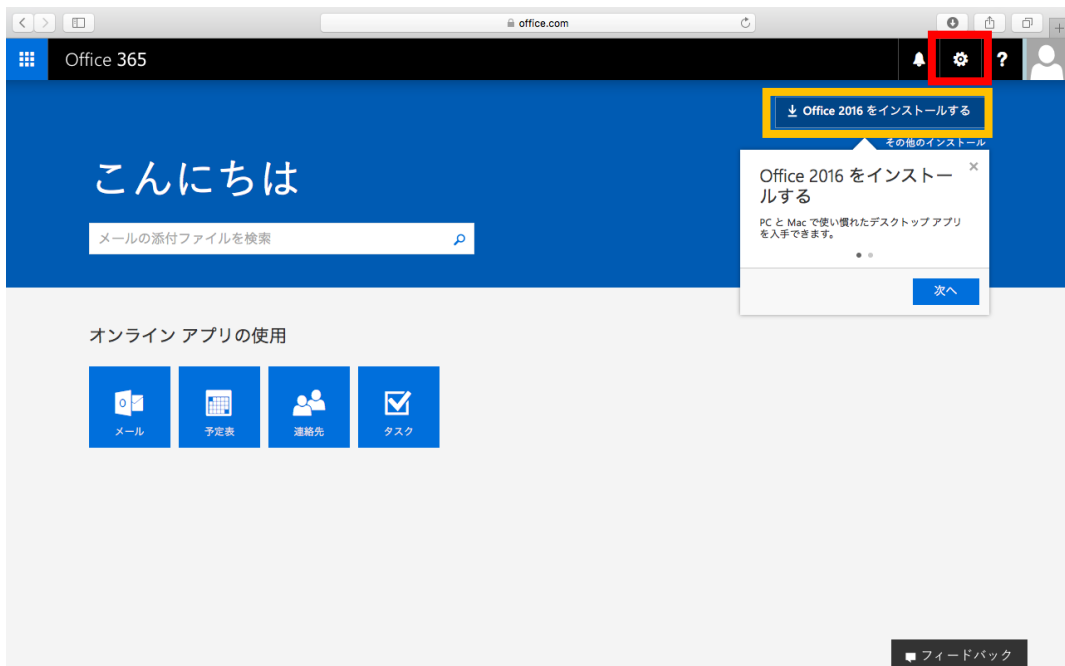 office.com
Office 365
?
Office 2016 をインストールする
その他のインストール
こんにちは
メールの添付ファイルを検索
Office 2016 をインストー
ルする
×
PC と Mac で使い慣れたデスクトップ アプリ
を入手できます。
次へ
オンライン アプリの使用
メール
予定表
連絡先
タスク
フィードバック